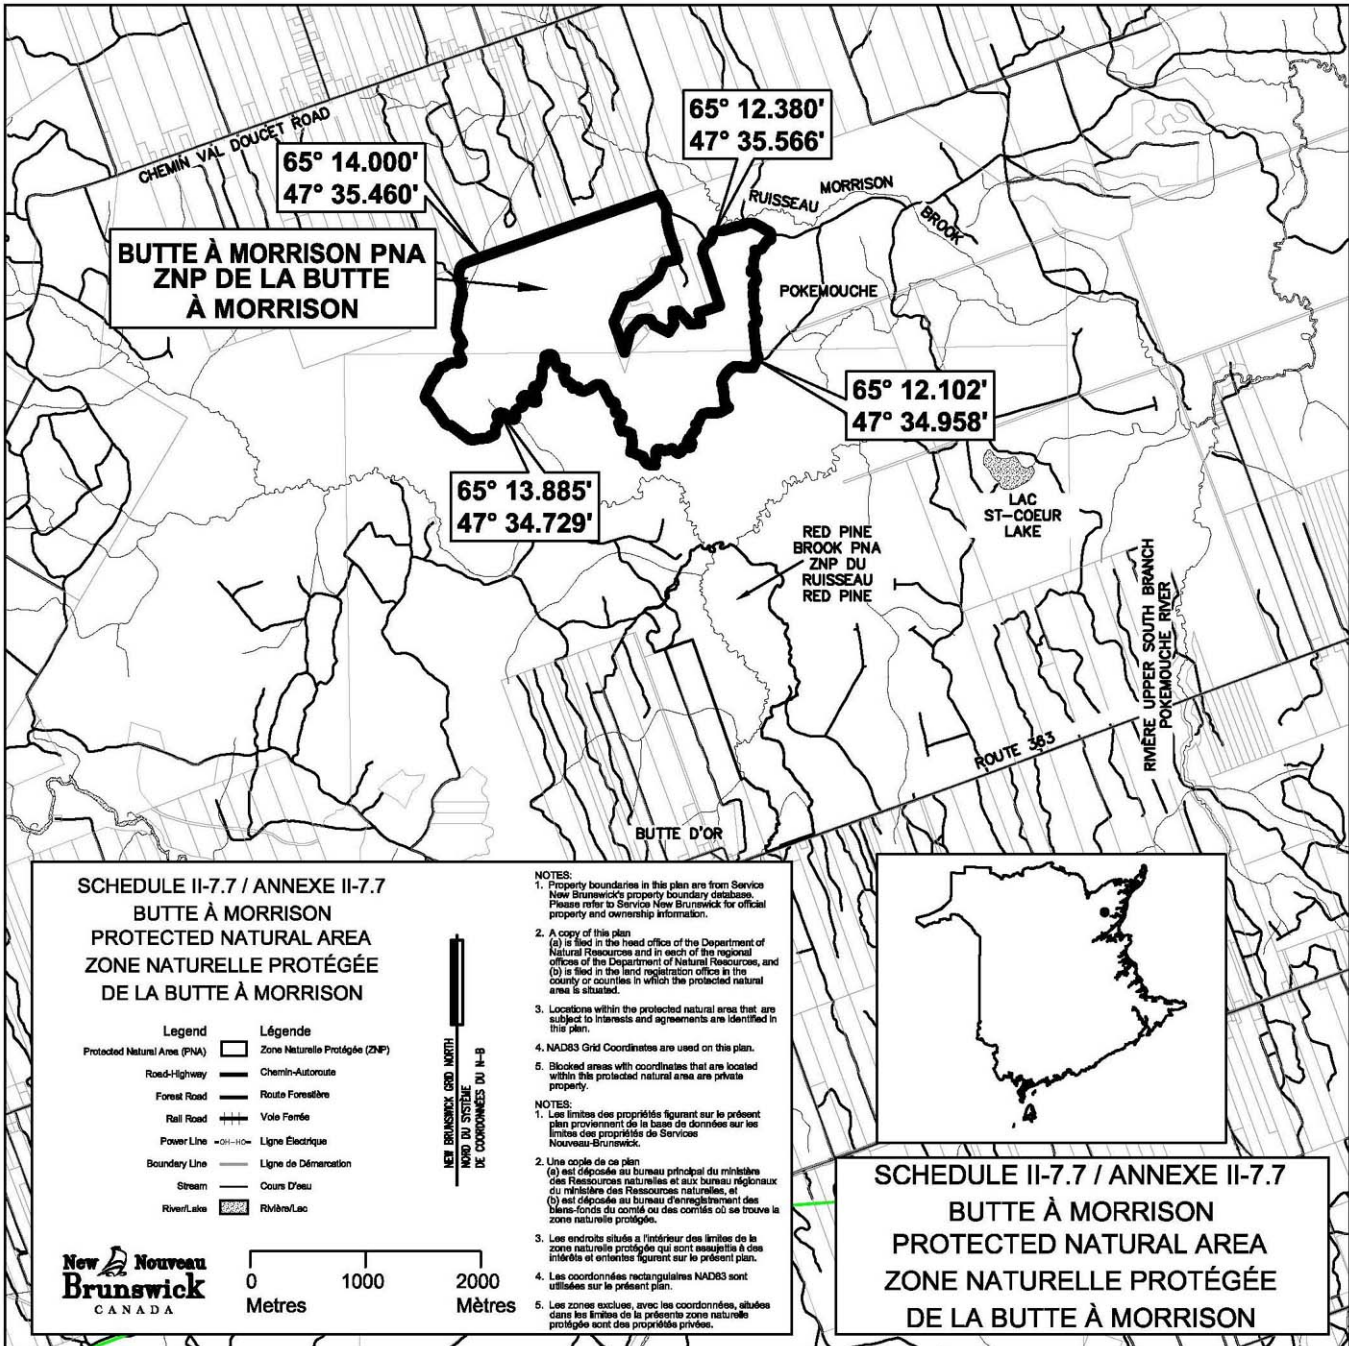 CHEMIN VAL DOUCET ROAD
65° 14.000'
47° 35.460'
65° 12.380'
47° 35.566'
RUISSEAU MORRISON BROOK
BUTTE À MORRISON PNA
ZNP DE LA BUTTE
À MORRISON
POKEMOUCHE
65° 12.102'
47° 34.958'
65° 13.885'
47° 34.729'
LAC
ST-COEUR
LAKE
RED PINE
BROOK PNA
ZNP DU
RUISSEAU
RED PINE
RIVIÈRE UPPER SOUTH BRANCH
POKEMOUCHE RIVER
ROUTE 363
BUTTE D'OR
SCHEDULE II-7.7 / ANNEXE II-7.7
BUTTE À MORRISON
PROTECTED NATURAL AREA
ZONE NATURELLE PROTÉGÉE
DE LA BUTTE À MORRISON
Legend Légende
Protected Natural Area (PNA) Zone Naturelle Protégée (ZNP)
Road-Highway Chemin-Autoroute
Forest Road Route Forestière
Rail Road Voie Ferrée
Power Line -OH-HO- Ligne Électrique
Boundary Line Ligne de Démarcation
Stream Cours D'eau
River/Lake Rivière/Lac
NEW BRUNSWICK GRID NORTH
NORD DU SYSTÈME
DE COORDONNÉES DU N-B
New Nouveau
Brunswick
CANADA
0 1000 2000
Metres Mètres
NOTES:
1. Property boundaries in this plan are from Service
New Brunswick's property boundary database.
Please refer to Service New Brunswick for official
property and ownership information.
2. A copy of this plan
(a) is filed in the head office of the Department of
Natural Resources and in each of the regional
offices of the Department of Natural Resources, and
(b) is filed in the land registration office in the
county or counties in which the protected natural
area is situated.
3. Locations within the protected natural area that are
subject to interests and agreements are identified in
this plan.
4. NAD83 Grid Coordinates are used on this plan.
5. Blocked areas with coordinates that are located
within this protected natural area are private
property.
NOTES:
1. Les limites des propriétés figurant sur le présent
plan proviennent de la base de données sur les
limites des propriétés de Services
Nouveau-Brunswick.
2. Une copie de ce plan
(a) est déposée au bureau principal du ministère
des Ressources naturelles et aux bureau régionaux
du ministère des Ressources naturelles, et
(b) est déposée au bureau d'enregistrement des
biens-fonds du comté ou des comtés où se trouve la
zone naturelle protégée.
3. Les endroits situés a l'intérieur des limites de la
zone naturelle protégée qui sont assujettis à des
intérêts et ententes figurent sur le présent plan.
4. Les coordonnées rectangulaires NAD83 sont
utilisées sur le présent plan.
5. Les zones exclues, avec les coordonnées, situées
dans les limites de la présente zone naturelle
protégée sont des propriétés privées.
SCHEDULE II-7.7 / ANNEXE II-7.7
BUTTE À MORRISON
PROTECTED NATURAL AREA
ZONE NATURELLE PROTÉGÉE
DE LA BUTTE À MORRISON